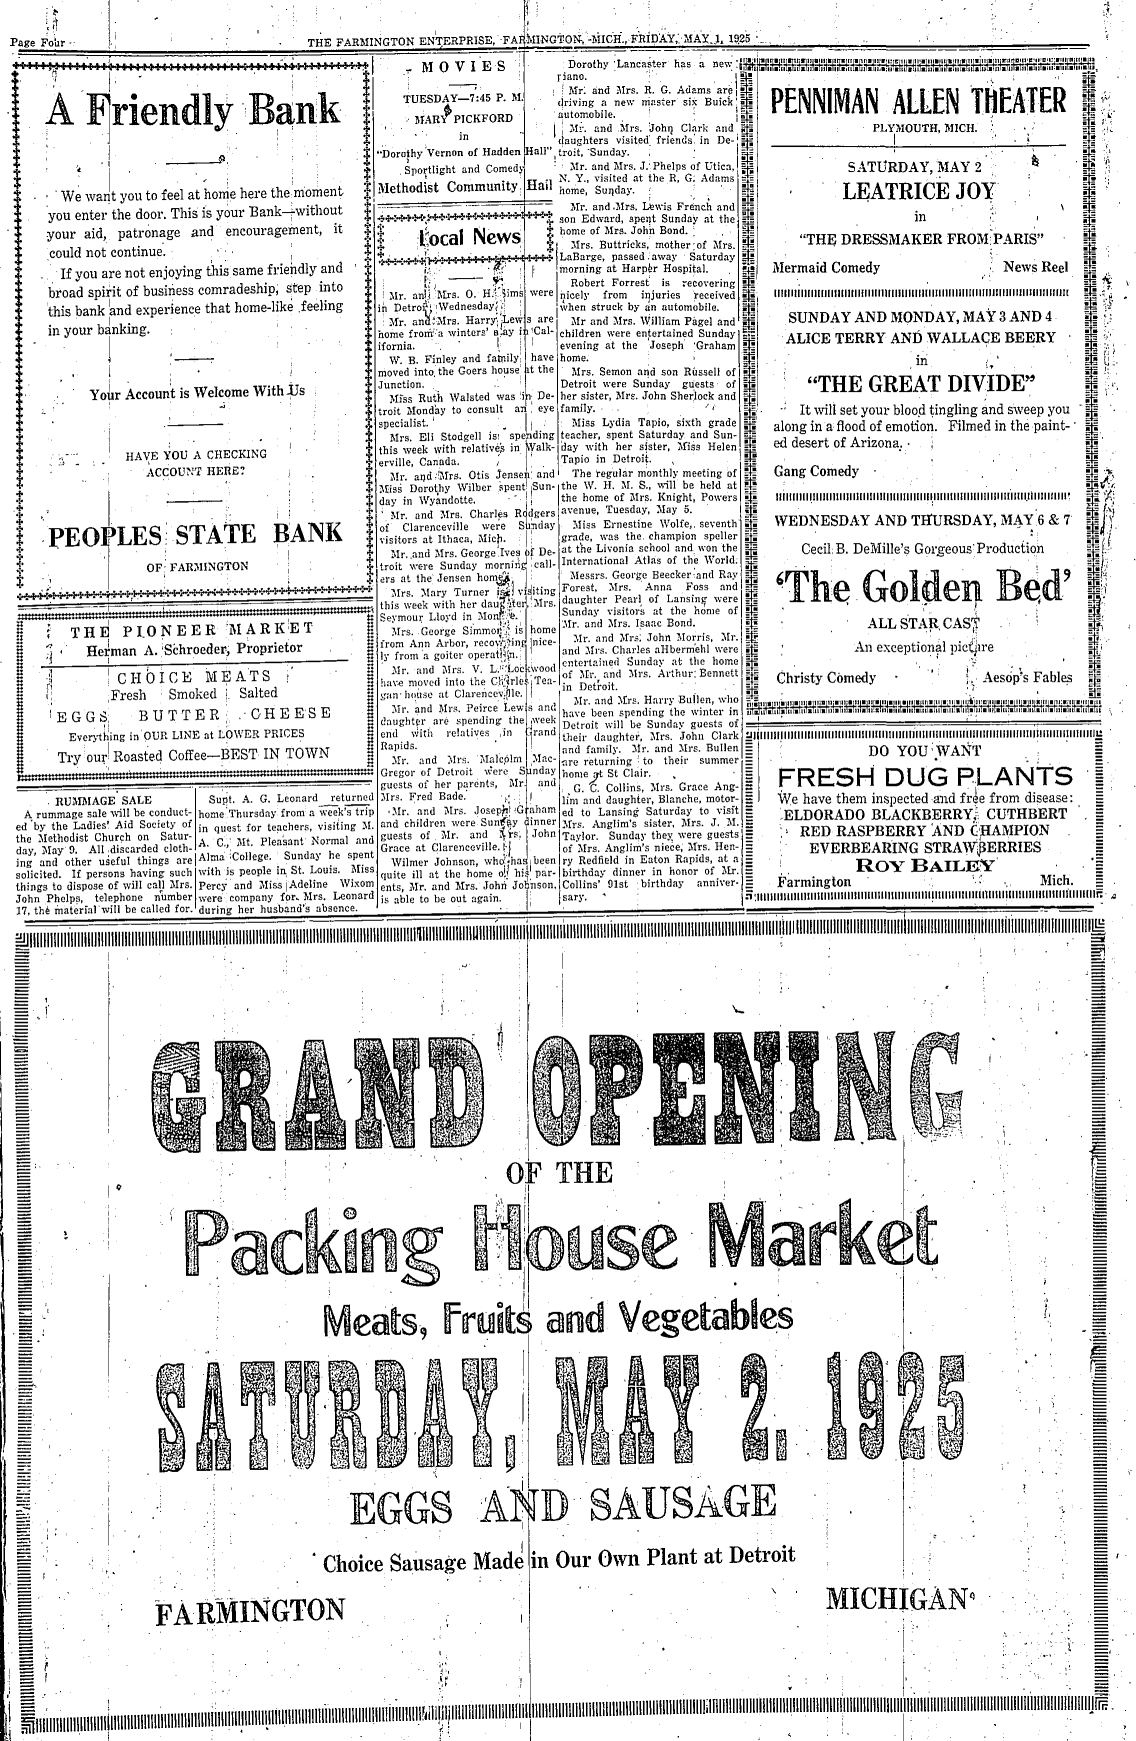 Page Four
THE FARMINGTON ENTERPRISE, FARMINGTON, MICH., FRIDAY, MAY 1, 1925
A Friendly Bank
We want you to feel at home here the moment
you enter the door. This is your Bank—without
your aid, patronage and encouragement, it
could not continue.
If you are not enjoying this same friendly and
broad spirit of business comradeship, step into
this bank and experience that home-like feeling
in your banking.
Your Account is Welcome With Us
HAVE YOU A CHECKING
ACCOUNT HERE?
PEOPLES STATE BANK
OF FARMINGTON
THE PIONEER MARKET
Herman A. Schroeder, Proprietor
CHOICE MEATS
Fresh Smoked Salted
EGGS BUTTER CHEESE
Everything in OUR LINE at LOWER PRICES
Try our Roasted Coffee—BEST IN TOWN
RUMMAGE SALE
A rummage sale will be conduct-
ed by the Ladies' Aid Society of
the Methodist Church on Satur-
day, May 9. All discarded cloth-
ing and other useful things are
solicited. If persons having such
things to dispose of will call Mrs.
John Phelps, telephone number
17, the material will be called for.
Supt. A. G. Leonard returned
home Thursday from a week's trip
in quest for teachers, visiting M.
A. C., Mt. Pleasant Normal and
Alma College. Sunday he spent
with is people in St. Louis. Miss
Percy and Miss Adeline Wixom
were company for Mrs. Leonard
during her husband's absence.
MOVIES
TUESDAY—7:45 P. M.
MARY PICKFORD
in
"Dorothy Vernon of Hadden Hall"
Sportlight and Comedy
Methodist Community Hall
Local News
Mr. and Mrs. O. H. Sims were
in Detroit Wednesday.
Mr. and Mrs. Harry Lewis are
home from a winters' stay in Cal-
ifornia.
W. B. Finley and family have
moved into the Goers house at the
Junction.
Miss Ruth Walsted was in De-
troit Monday to consult an eye
specialist.
Mrs. Eli Stodgell is spending
this week with relatives in Walk-
erville, Canada.
Mr. and Mrs. Otis Jensen and
Miss Dorothy Wilber spent Sun-
day in Wyandotte.
Mr. and Mrs. Charles Rodgers
of Clarenceville were Sunday
visitors at Ithaca, Mich.
Mr. and Mrs. George Ives of De-
troit were Sunday morning call-
ers at the Jensen home.
Mrs. Mary Turner is visiting
this week with her daughter, Mrs.
Seymour Lloyd in Monroe.
Mrs. George Simmons is home
from Ann Arbor, recovering nice-
ly from a goiter operation.
Mr. and Mrs. V. L. Lockwood
have moved into the Charles Tea-
gan house at Clarenceville.
Mr. and Mrs. Peirce Lewis and
daughter are spending the week
end with relatives in Grand
Rapids.
Mr. and Mrs. Malcolm Mac-
Gregor of Detroit were Sunday
guests of her parents, Mr. and
Mrs. Fred Bade.
Mr. and Mrs. Joseph Graham
and children were Sunday dinner
guests of Mr. and Mrs. John
Grace at Clarenceville.
Wilmer Johnson, who has been
quite ill at the home of his par-
ents, Mr. and Mrs. John Johnson,
is able to be out again.
Dorothy Lancaster has a new
piano.
Mr. and Mrs. R. G. Adams are
driving a new master six Buick
automobile.
Mr. and Mrs. John Clark and
daughters visited friends in De-
troit, Sunday.
Mr. and Mrs. J. Phelps of Utica,
N. Y., visited at the R. G. Adams
home, Sunday.
Mr. and Mrs. Lewis French and
son Edward, spent Sunday at the
home of Mrs. John Bond.
Mrs. Buttricks, mother of Mrs.
LaBarge, passed away Saturday
morning at Harper Hospital.
Robert Forrest is recovering
nicely from injuries received
when struck by an automobile.
Mr and Mrs. William Pagel and
children were entertained Sunday
evening at the Joseph Graham
home.
Mrs. Semon and son Russell of
Detroit were Sunday guests of
her sister, Mrs. John Sherlock and
family.
Miss Lydia Tapio, sixth grade
teacher, spent Saturday and Sun-
day with her sister, Miss Helen
Tapio in Detroit.
The regular monthly meeting of
the W. H. M. S., will be held at
the home of Mrs. Knight, Powers
avenue, Tuesday, May 5.
Miss Ernestine Wolfe, seventh
grade, was the champion speller
at the Livonia school and won the
International Atlas of the World.
Messrs. George Beecker and Ray
Forest, Mrs. Anna Foss and
daughter Pearl of Lansing were
Sunday visitors at the home of
Mr. and Mrs. Isaac Bond.
Mr. and Mrs. John Morris, Mr.
and Mrs. Charles aHbermehl were
entertained Sunday at the home
of Mr. and Mrs. Arthur Bennett
in Detroit.
Mr. and Mrs. Harry Bullen, who
have been spending the winter in
Detroit will be Sunday guests of
their daughter, Mrs. John Clark
and family. Mr. and Mrs. Bullen
are returning to their summer
home at St Clair.
G. C. Collins, Mrs. Grace Ang-
lim and daughter, Blanche, motor-
ed to Lansing Saturday to visit
Mrs. Anglim's sister, Mrs. J. M.
Taylor. Sunday they were guests
of Mrs. Anglim's niece, Mrs. Hen-
ry Redfield in Eaton Rapids, at a
birthday dinner in honor of Mr.
Collins' 91st birthday anniver-
sary.
PENNIMAN ALLEN THEATER
PLYMOUTH, MICH.
SATURDAY, MAY 2
LEATRICE JOY
in
"THE DRESSMAKER FROM PARIS"
Mermaid Comedy News Reel
SUNDAY AND MONDAY, MAY 3 AND 4
ALICE TERRY AND WALLACE BEERY
in
"THE GREAT DIVIDE"
It will set your blood tingling and sweep you
along in a flood of emotion. Filmed in the paint-
ed desert of Arizona.
Gang Comedy
WEDNESDAY AND THURSDAY, MAY 6 & 7
Cecil B. DeMille's Gorgeous Production
'The Golden Bed'
ALL STAR CAST
An exceptional picture
Christy Comedy Aesop's Fables
DO YOU WANT
FRESH DUG PLANTS
We have them inspected and free from disease:
ELDORADO BLACKBERRY, CUTHBERT
RED RASPBERRY AND CHAMPION
EVERBEARING STRAWBERRIES
ROY BAILEY
Farmington Mich.
GRAND OPENING
OF THE
Packing House Market
Meats, Fruits and Vegetables
SATURDAY, MAY 2, 1925
EGGS AND SAUSAGE
Choice Sausage Made in Our Own Plant at Detroit
FARMINGTON MICHIGAN